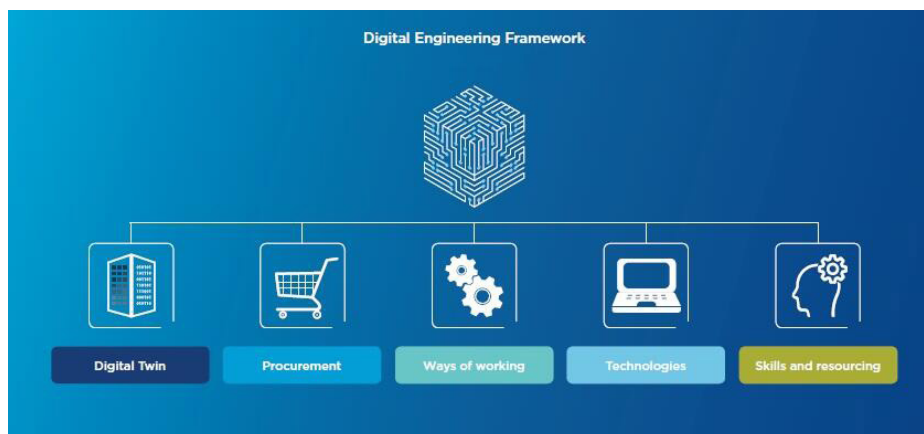 Digital Engineering Framework
Digital Twin
Procurement
Ways of working
Technologies
Skills and resourcing